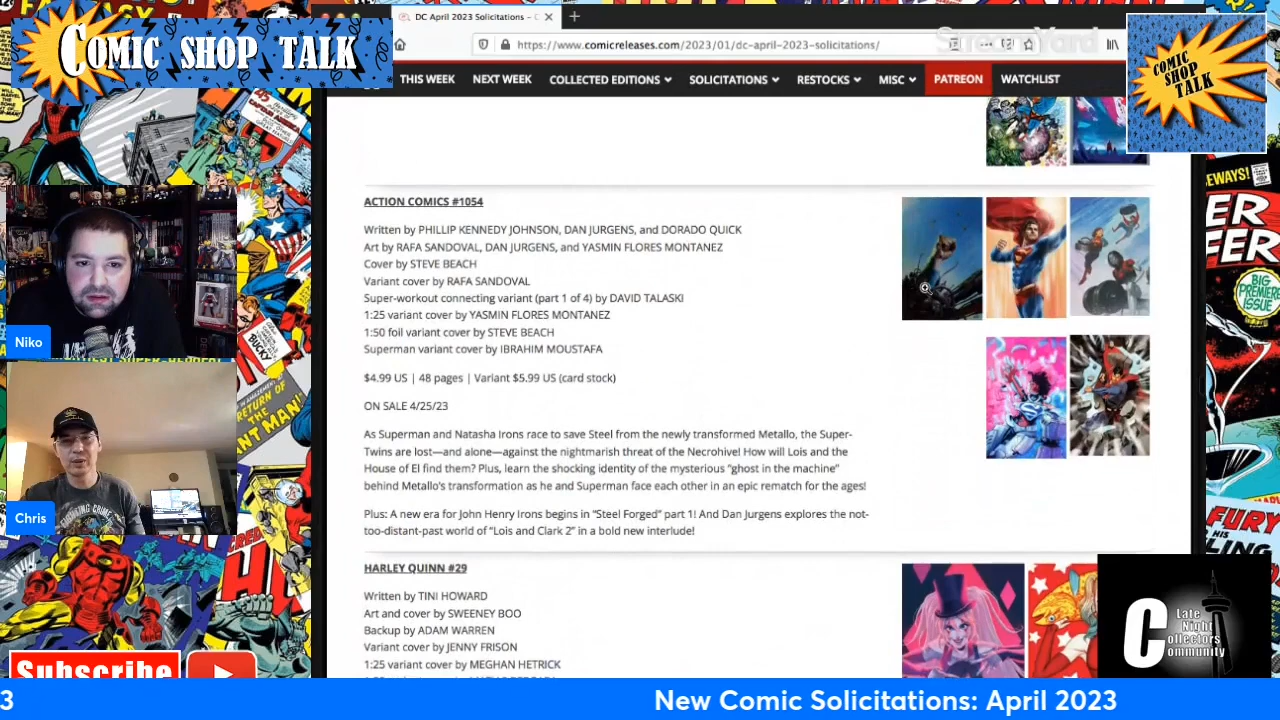 COMIC SHOP TALK
DC April 2023 Solicitations – C
https://www.comicreleases.com/2023/01/dc-april-2023-solicitations/
StreamYard
COMIC SHOP TALK
THIS WEEK NEXT WEEK COLLECTED EDITIONS SOLICITATIONS RESTOCKS MISC PATREON WATCHLIST
ACTION COMICS #1054
Written by PHILLIP KENNEDY JOHNSON, DAN JURGENS, and DORADO QUICK
Art by RAFA SANDOVAL, DAN JURGENS, and YASMIN FLORES MONTANEZ
Cover by STEVE BEACH
Variant cover by RAFA SANDOVAL
Super-workout connecting variant (part 1 of 4) by DAVID TALASKI
1:25 variant cover by YASMIN FLORES MONTANEZ
1:50 foil variant cover by STEVE BEACH
Superman variant cover by IBRAHIM MOUSTAFA
$4.99 US | 48 pages | Variant $5.99 US (card stock)
ON SALE 4/25/23
As Superman and Natasha Irons race to save Steel from the newly transformed Metallo, the Super-
Twins are lost—and alone—against the nightmarish threat of the Necrohive! How will Lois and the
House of El find them? Plus, learn the shocking identity of the mysterious “ghost in the machine”
behind Metallo’s transformation as he and Superman face each other in an epic rematch for the ages!
Plus: A new era for John Henry Irons begins in “Steel Forged” part 1! And Dan Jurgens explores the not-
too-distant-past world of “Lois and Clark 2” in a bold new interlude!
HARLEY QUINN #29
Written by TINI HOWARD
Art and cover by SWEENEY BOO
Backup by ADAM WARREN
Variant cover by JENNY FRISON
1:25 variant cover by MEGHAN HETRICK
Niko
Chris
BUCKY
RETURN OF
GEWAYS!
BIG
PREMIERE
ISSUE
FURY
HIS
Late
Night
Collectors
Community
Subscribe
3
New Comic Solicitations: April 2023